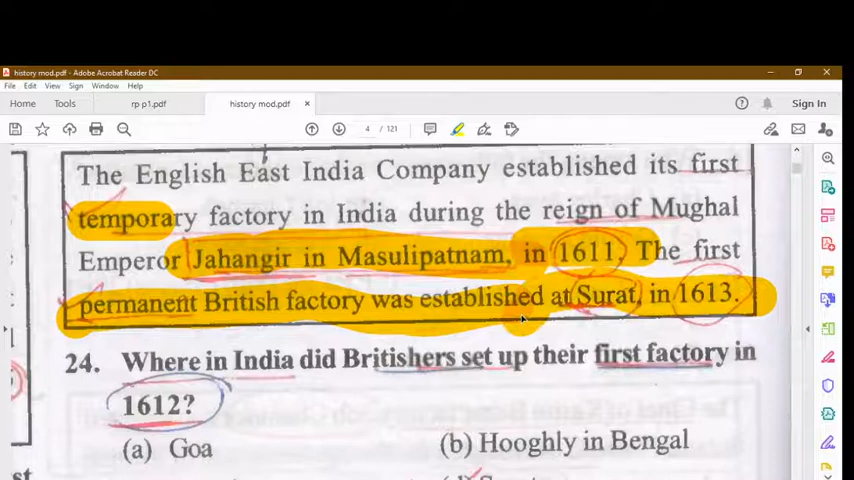 history mod.pdf - Adobe Acrobat Reader DC
File Edit View Sign Window Help
Home Tools rp p1.pdf history mod.pdf × Sign In
4 / 121
The English East India Company established its first
temporary factory in India during the reign of Mughal
Emperor Jahangir in Masulipatnam, in 1611, The first
permanent British factory was established at Surat, in 1613.
24. Where in India did Britishers set up their first factory in
1612?
(a) Goa (b) Hooghly in Bengal
st